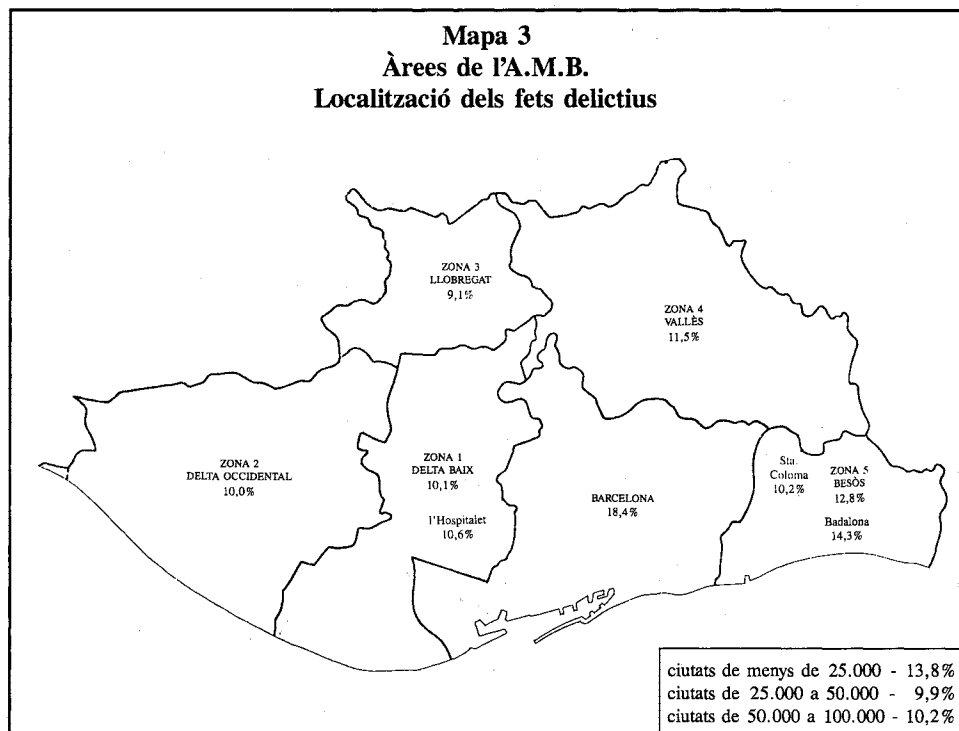 Mapa 3
Àrees de l'A.M.B.
Localització dels fets delictius
ZONA 3
LLOBREGAT
9,1%
ZONA 4
VALLÈS
11,5%
ZONA 2
DELTA OCCIDENTAL
10,0%
ZONA 1
DELTA BAIX
10,1%
l'Hospitalet
10,6%
BARCELONA
18,4%
Sta.
Coloma
10,2%
ZONA 5
BESÒS
12,8%
Badalona
14,3%
ciutats de menys de 25.000 - 13,8%
ciutats de 25.000 a 50.000 - 9,9%
ciutats de 50.000 a 100.000 - 10,2%